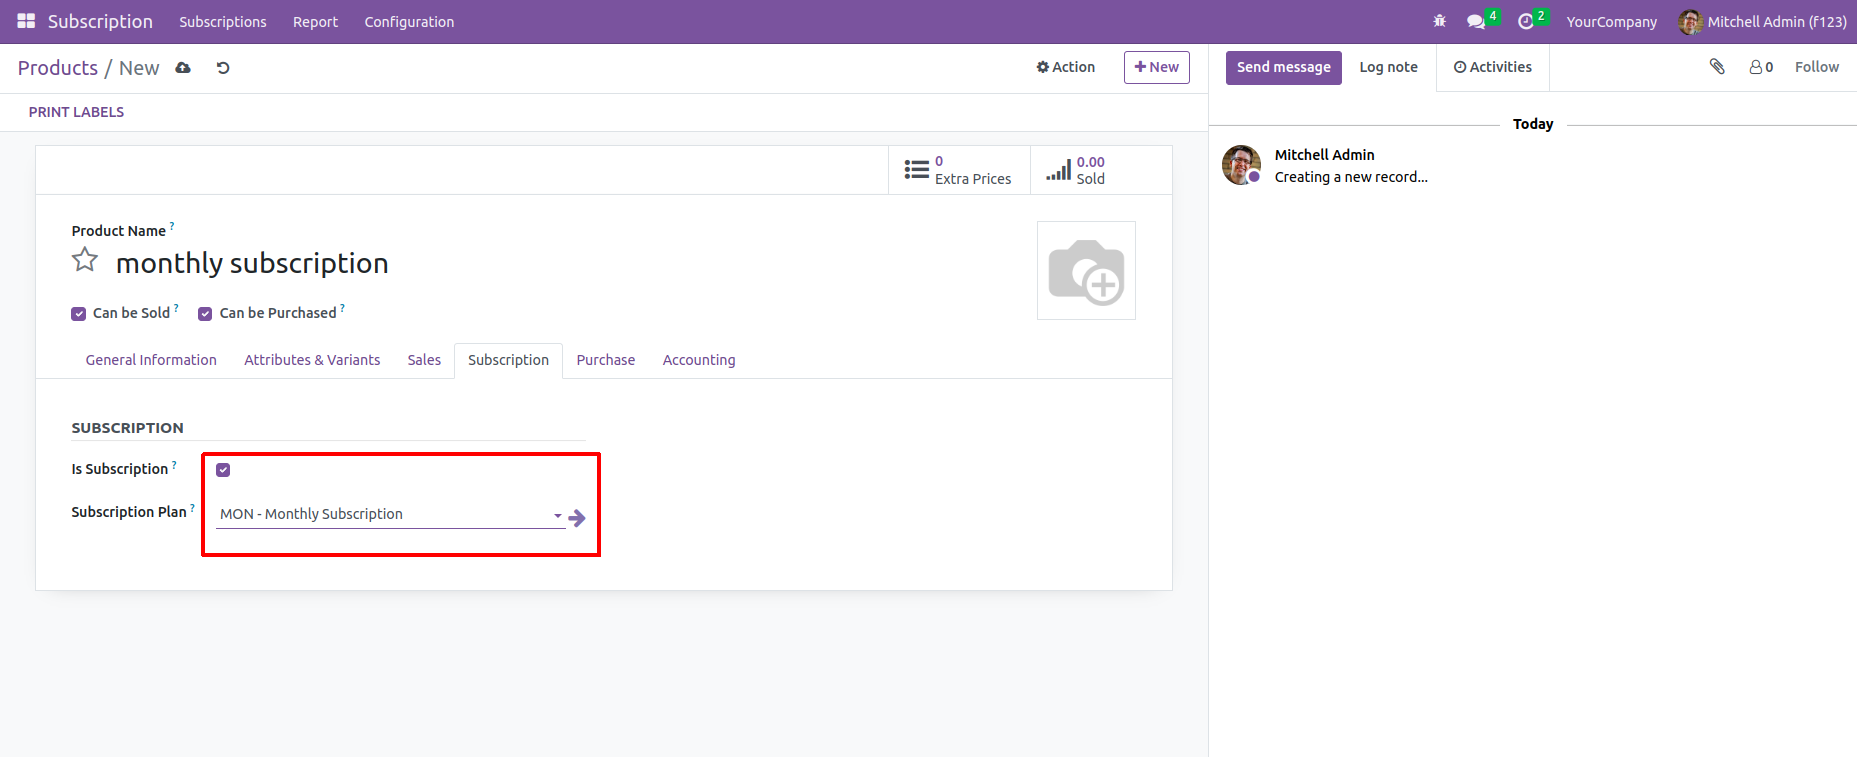 Subscription Subscriptions Report Configuration 4 2 YourCompany Mitchell Admin (f123)
Products / New Action New Send message Log note Activities 0 Follow
PRINT LABELS
Today
0
Extra Prices
0.00
Sold
Mitchell Admin
Creating a new record...
Product Name ?
monthly subscription
Can be Sold ? Can be Purchased ?
General Information Attributes & Variants Sales Subscription Purchase Accounting
SUBSCRIPTION
Is Subscription ?
Subscription Plan ? MON - Monthly Subscription